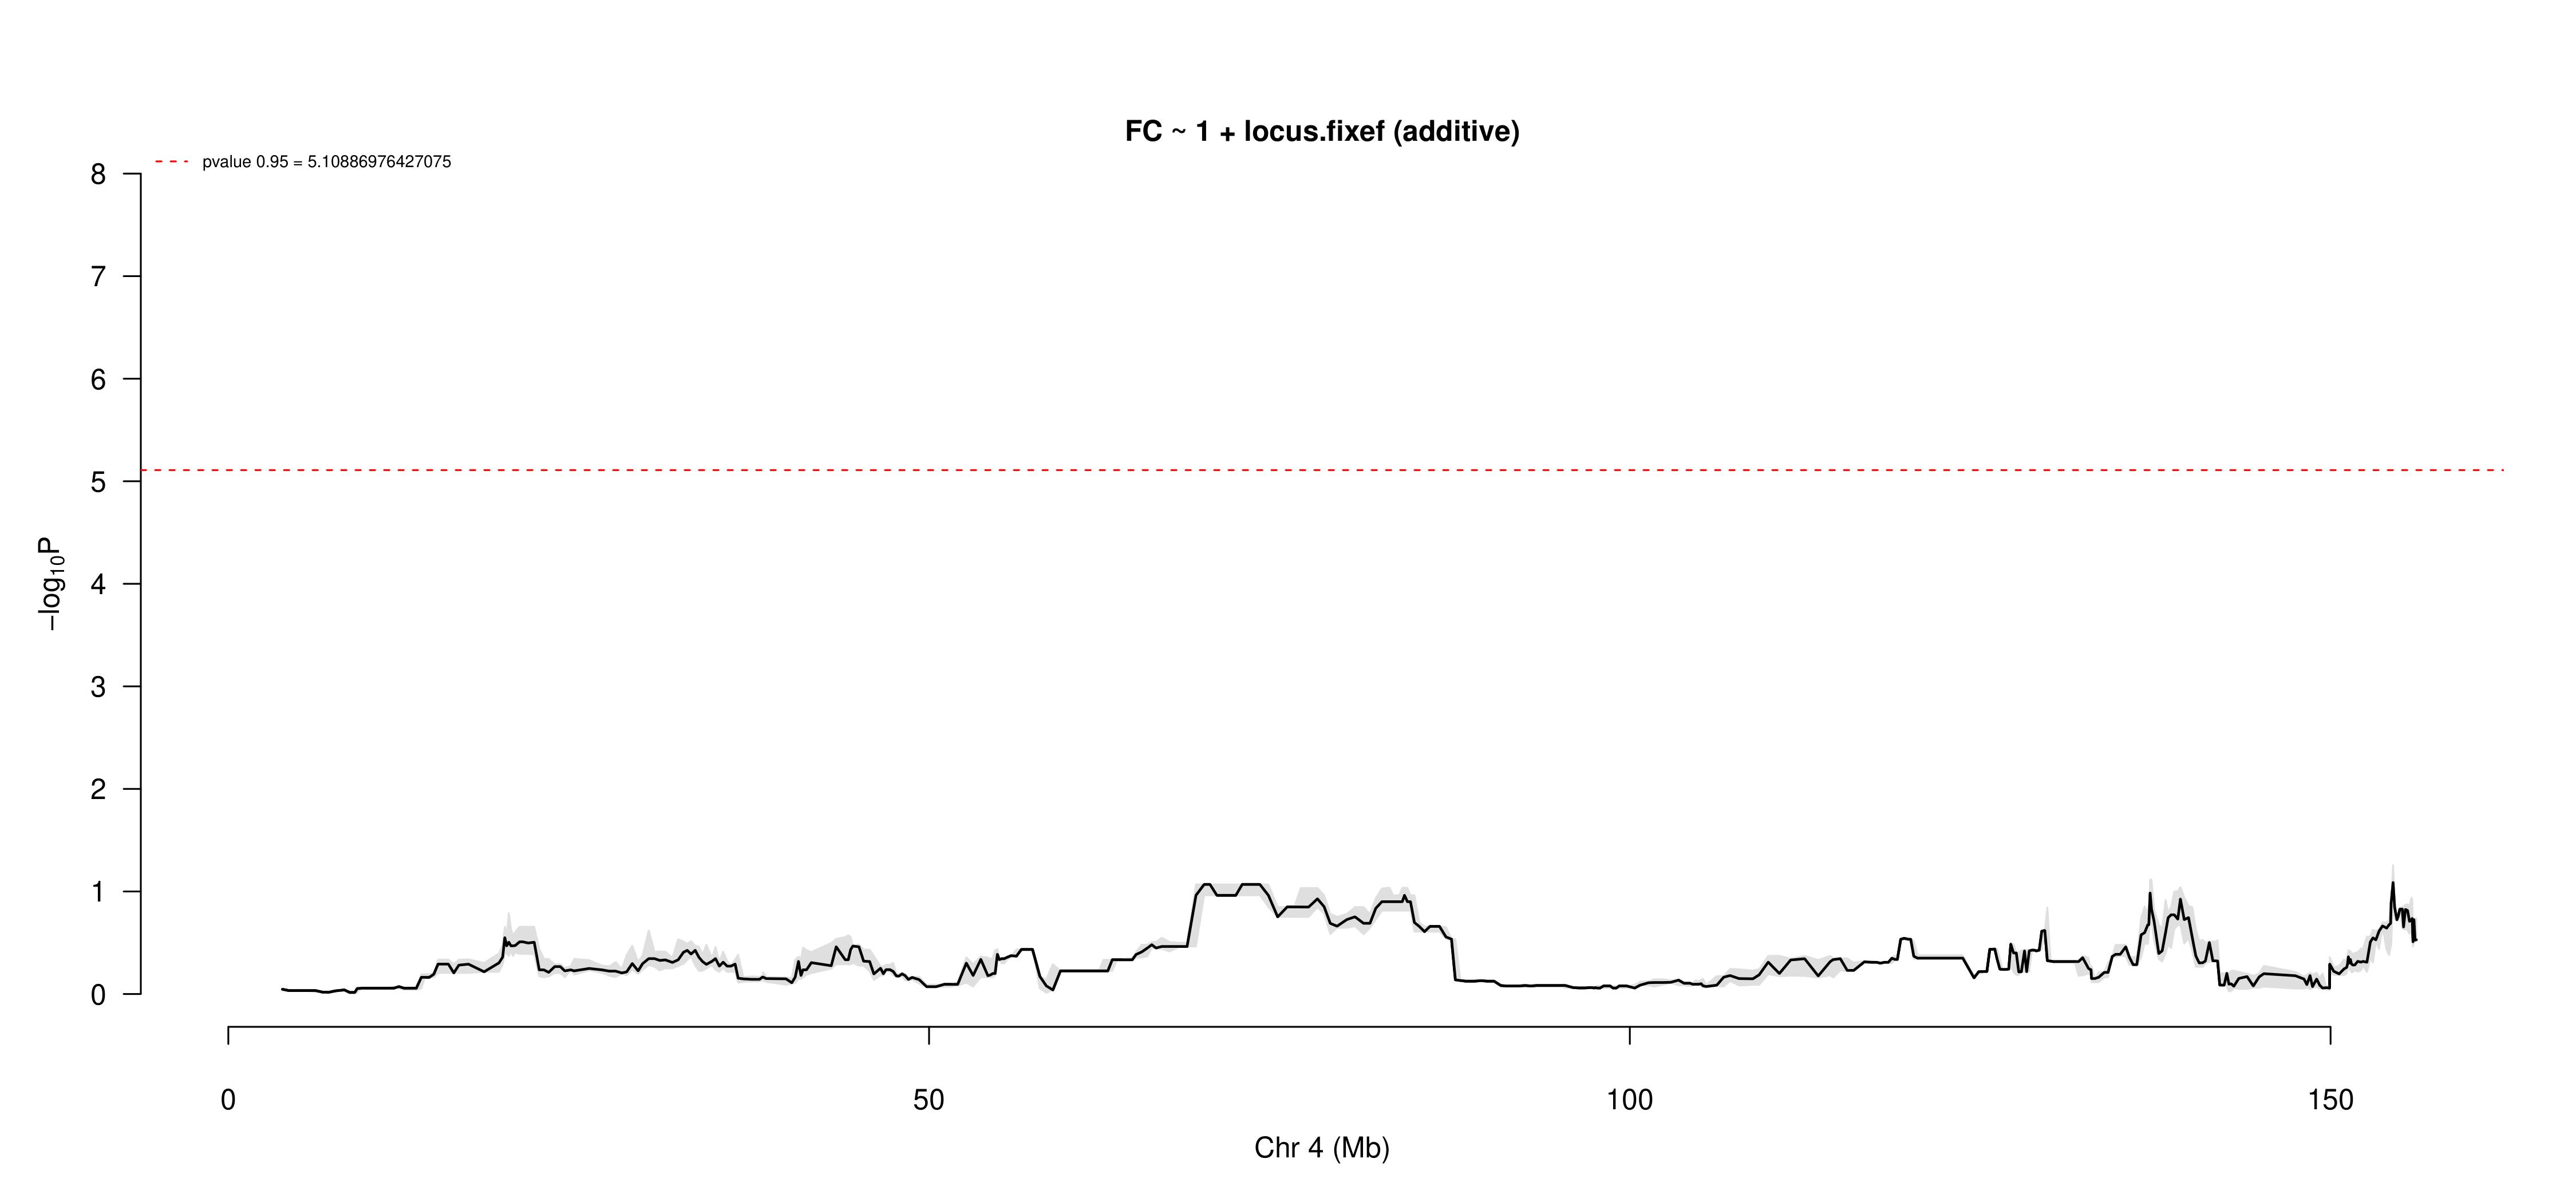 FC ~ 1 + locus.fixef (additive)
pvalue 0.95 = 5.10886976427075
8
7
6
5
4
3
2
1
0
−log10P
0 50 100 150
Chr 4 (Mb)